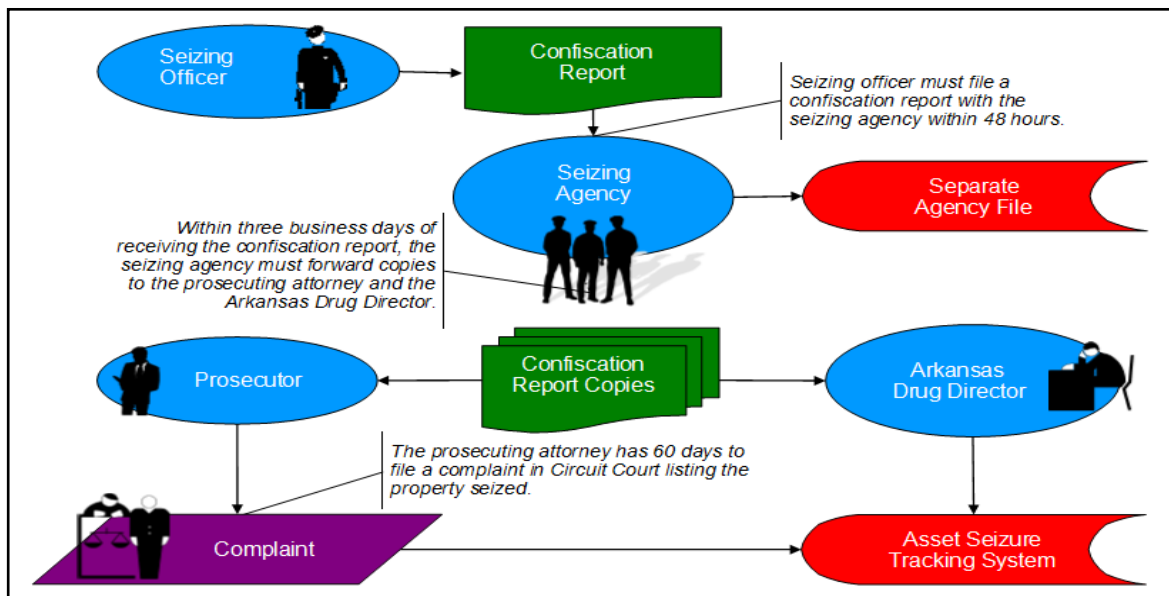 Seizing
Officer
Confiscation
Report
Seizing officer must file a
confiscation report with the
seizing agency within 48 hours.
Seizing
Agency
Separate
Agency File
Within three business days of
receiving the confiscation report, the
seizing agency must forward copies
to the prosecuting attorney and the
Arkansas Drug Director.
Prosecutor
Confiscation
Report Copies
Arkansas
Drug Director
The prosecuting attorney has 60 days to
file a complaint in Circuit Court listing the
property seized.
Complaint
Asset Seizure
Tracking System